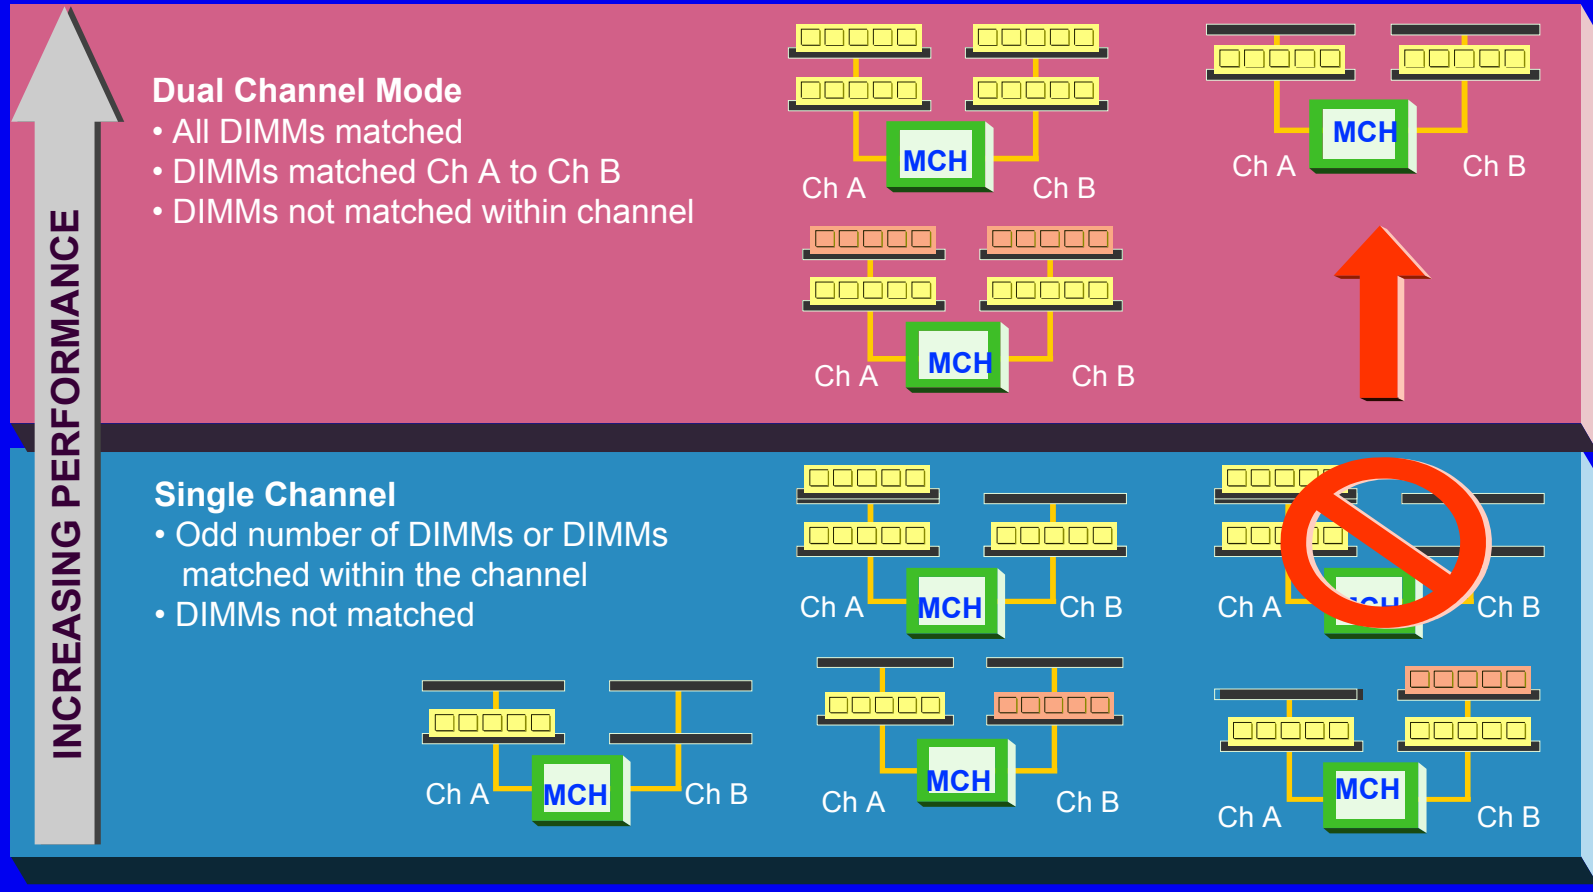 INCREASING PERFORMANCE
Dual Channel Mode
• All DIMMs matched
• DIMMs matched Ch A to Ch B
• DIMMs not matched within channel
MCH
Ch A
Ch B
MCH
Ch A
Ch B
MCH
Ch A
Ch B
Single Channel
• Odd number of DIMMs or DIMMs
matched within the channel
• DIMMs not matched
Ch A
MCH
Ch B
Ch A
MCH
Ch B
Ch A
MCH
Ch B
Ch A
MCH
Ch B
Ch A
MCH
Ch B